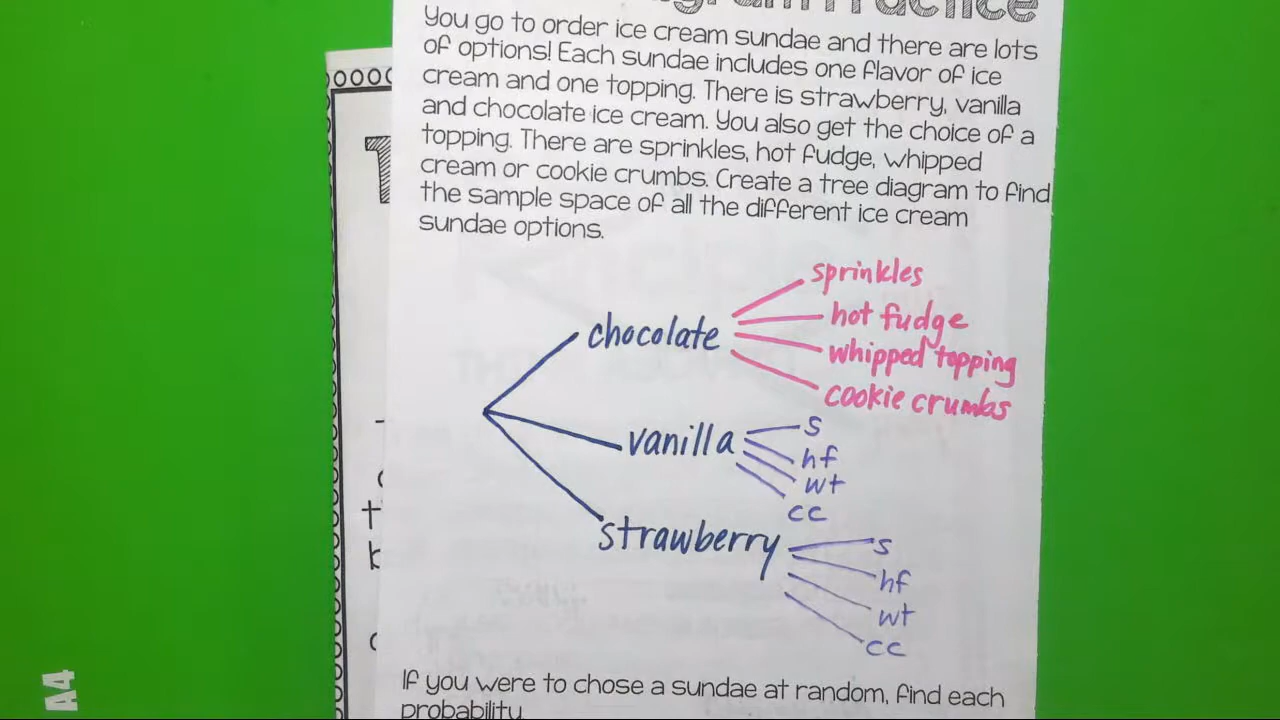 You go to order ice cream sundae and there are lots
of options! Each sundae includes one flavor of ice
cream and one topping. There is strawberry, vanilla
and chocolate ice cream. You also get the choice of a
topping. There are sprinkles, hot fudge, whipped
cream or cookie crumbs. Create a tree diagram to find
the sample space of all the different ice cream
sundae options.
sprinkles
hot fudge
chocolate
whipped topping
cookie crumbs
s
vanilla
hf
wt
cc
strawberry
s
hf
wt
cc
If you were to chose a sundae at random, find each
probability.
A4